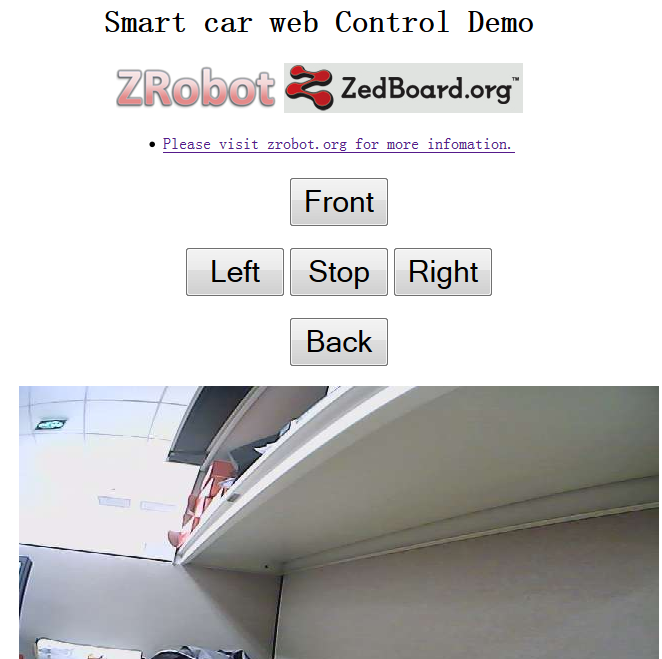 Smart car web Control Demo
ZRobot ZedBoard.org™
• Please visit zrobot.org for more infomation.
Front
Left Stop Right
Back